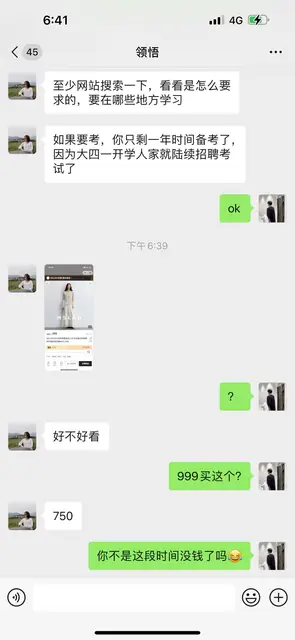 6:41
4G
45
领悟
至少网站搜索一下，看看是怎么要
求的，要在哪些地方学习
如果要考，你只剩一年时间备考了，
因为大四一开学人家就陆续招聘考
试了
ok
下午 6:39
？
好不好看
999买这个？
750
你不是这段时间没钱了吗😂